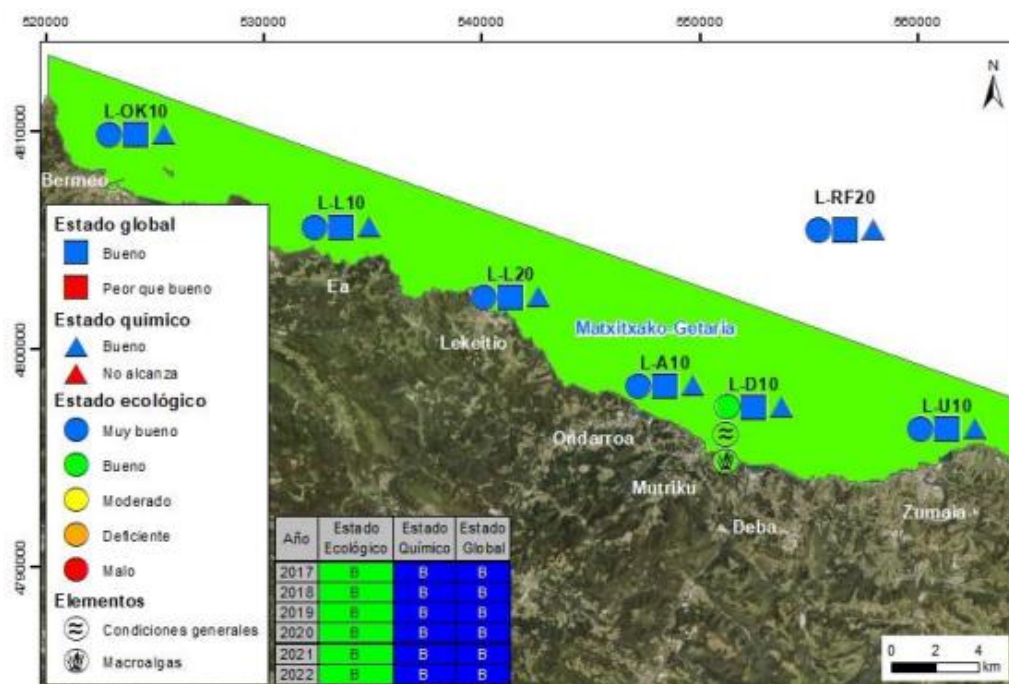 520000
530000
540000
550000
560000
N
4810000
4800000
4790000
L-OK10
Bermeo
L-L10
L-RF20
Ea
L-L20
Matxitxako-Getaria
Lekeitio
L-A10
L-D10
L-U10
Ondarroa
Mutriku
Deba
Zumaia
Estado global
Bueno
Peor que bueno
Estado químico
Bueno
No alcanza
Estado ecológico
Muy bueno
Bueno
Moderado
Deficiente
Malo
Elementos
Condiciones generales
Macroalgas
Año Estado Ecológico Estado Químico Estado Global
2017 B B B
2018 B B B
2019 B B B
2020 B B B
2021 B B B
2022 B B B
0 2 4
km